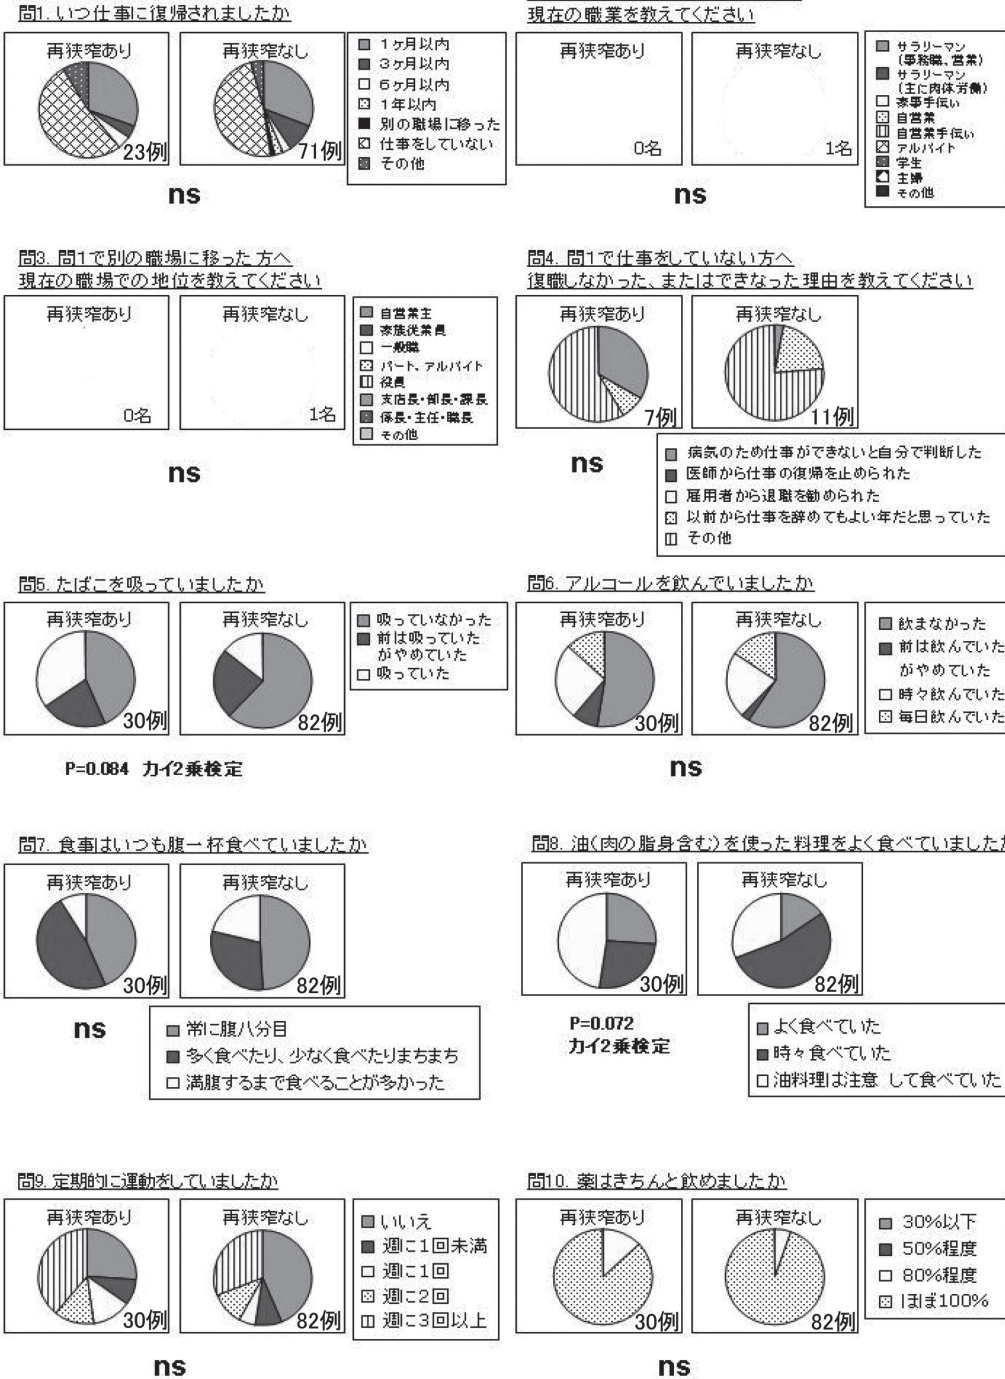 問1. いつ仕事に復帰されましたか
再狭窄あり
23例
再狭窄なし
71例
1ヶ月以内
3ヶ月以内
6ヶ月以内
1年以内
別の職場に移った
仕事をしていない
その他
ns
現在の職業を教えてください
再狭窄あり
0名
再狭窄なし
1名
サラリーマン
(事務職、営業)
サラリーマン
(主に肉体労働)
家事手伝い
自営業
自営業手伝い
アルバイト
学生
主婦
その他
ns
問3. 問1で別の職場に移った方へ
現在の職場での地位を教えてください
再狭窄あり
0名
再狭窄なし
1名
自営業主
家族従業員
一般職
パート、アルバイト
役員
支店長・部長・課長
係長・主任・職長
その他
ns
問4. 問1で仕事をしていない方へ
復職しなかった、またはできなった理由を教えてください
再狭窄あり
7例
再狭窄なし
11例
ns
病気のため仕事ができないと自分で判断した
医師から仕事の復帰を止められた
雇用者から退職を勧められた
以前から仕事を辞めてもよい年だと思っていた
その他
問5. たばこを吸っていましたか
再狭窄あり
30例
再狭窄なし
82例
吸っていなかった
前は吸っていた
がやめていた
吸っていた
P=0.084 カイ2乗検定
問6. アルコールを飲んでいましたか
再狭窄あり
30例
再狭窄なし
82例
飲まなかった
前は飲んでいた
がやめていた
時々飲んでいた
毎日飲んでいた
ns
問7. 食事はいつも腹一杯食べていましたか
再狭窄あり
30例
再狭窄なし
82例
ns
常に腹八分目
多く食べたり、少なく食べたりまちまち
満腹するまで食べることが多かった
問8. 油(肉の脂身含む)を使った料理をよく食べていましたか
再狭窄あり
30例
再狭窄なし
82例
P=0.072
カイ2乗検定
よく食べていた
時々食べていた
油料理は注意 して食べていた
問9. 定期的に運動をしていましたか
再狭窄あり
30例
再狭窄なし
82例
いいえ
週に1回未満
週に1回
週に2回
週に3回以上
ns
問10. 薬はきちんと飲めましたか
再狭窄あり
30例
再狭窄なし
82例
30%以下
50%程度
80%程度
ほぼ100%
ns